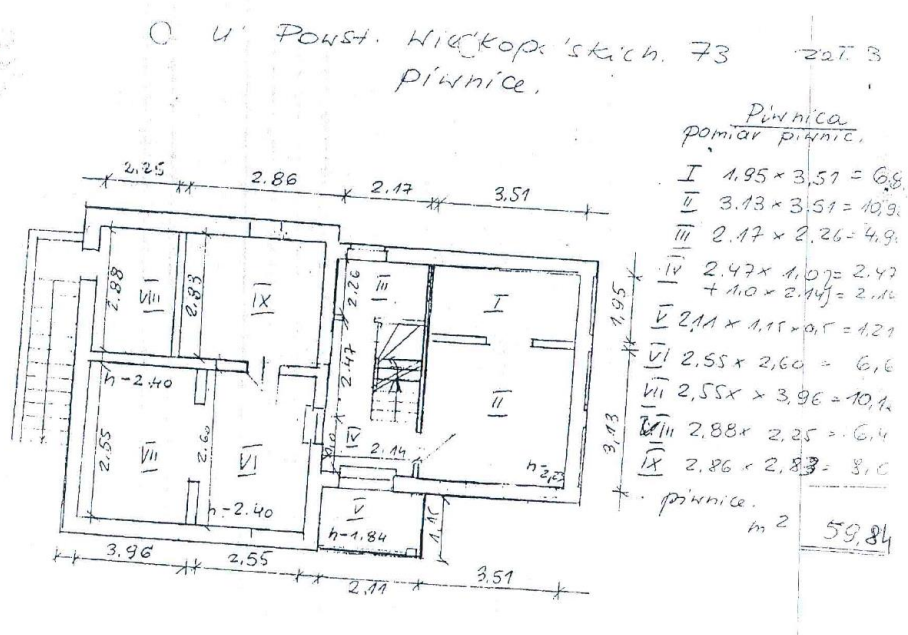 ul Powst. Wielkopolskich. 73 zał. 3
piwnice.
Piwnica
pomiar piwnic.
I 1.95 × 3,51 = 6,8
II 3.13 × 3,51 = 10,9
III 2.17 × 2.26 = 4.9
IV 2.47 × 1.0 = 2.47
+ 1.0 × 2.14 = 2.14
V 2,11 × 1,15 × 0,5 = 1,21
VI 2,55 × 2,60 = 6,6
VII 2,55 × × 3,96 = 10,1
VIII 2,88 × 2,25 = 6,4
IX 2,86 × 2,83 = 8,0
piwnice.
m² 59,84
2.25 2.86 2.17 3.51
2.88 VIII 2.83 IX 2.26 III I 1,95
2.47
h-2.40 II 3,13
2.55 VII 2.60 VI IV 2.14
h-2.40 V h-1.84 1,15
3.96 2,55 2,11 3.51